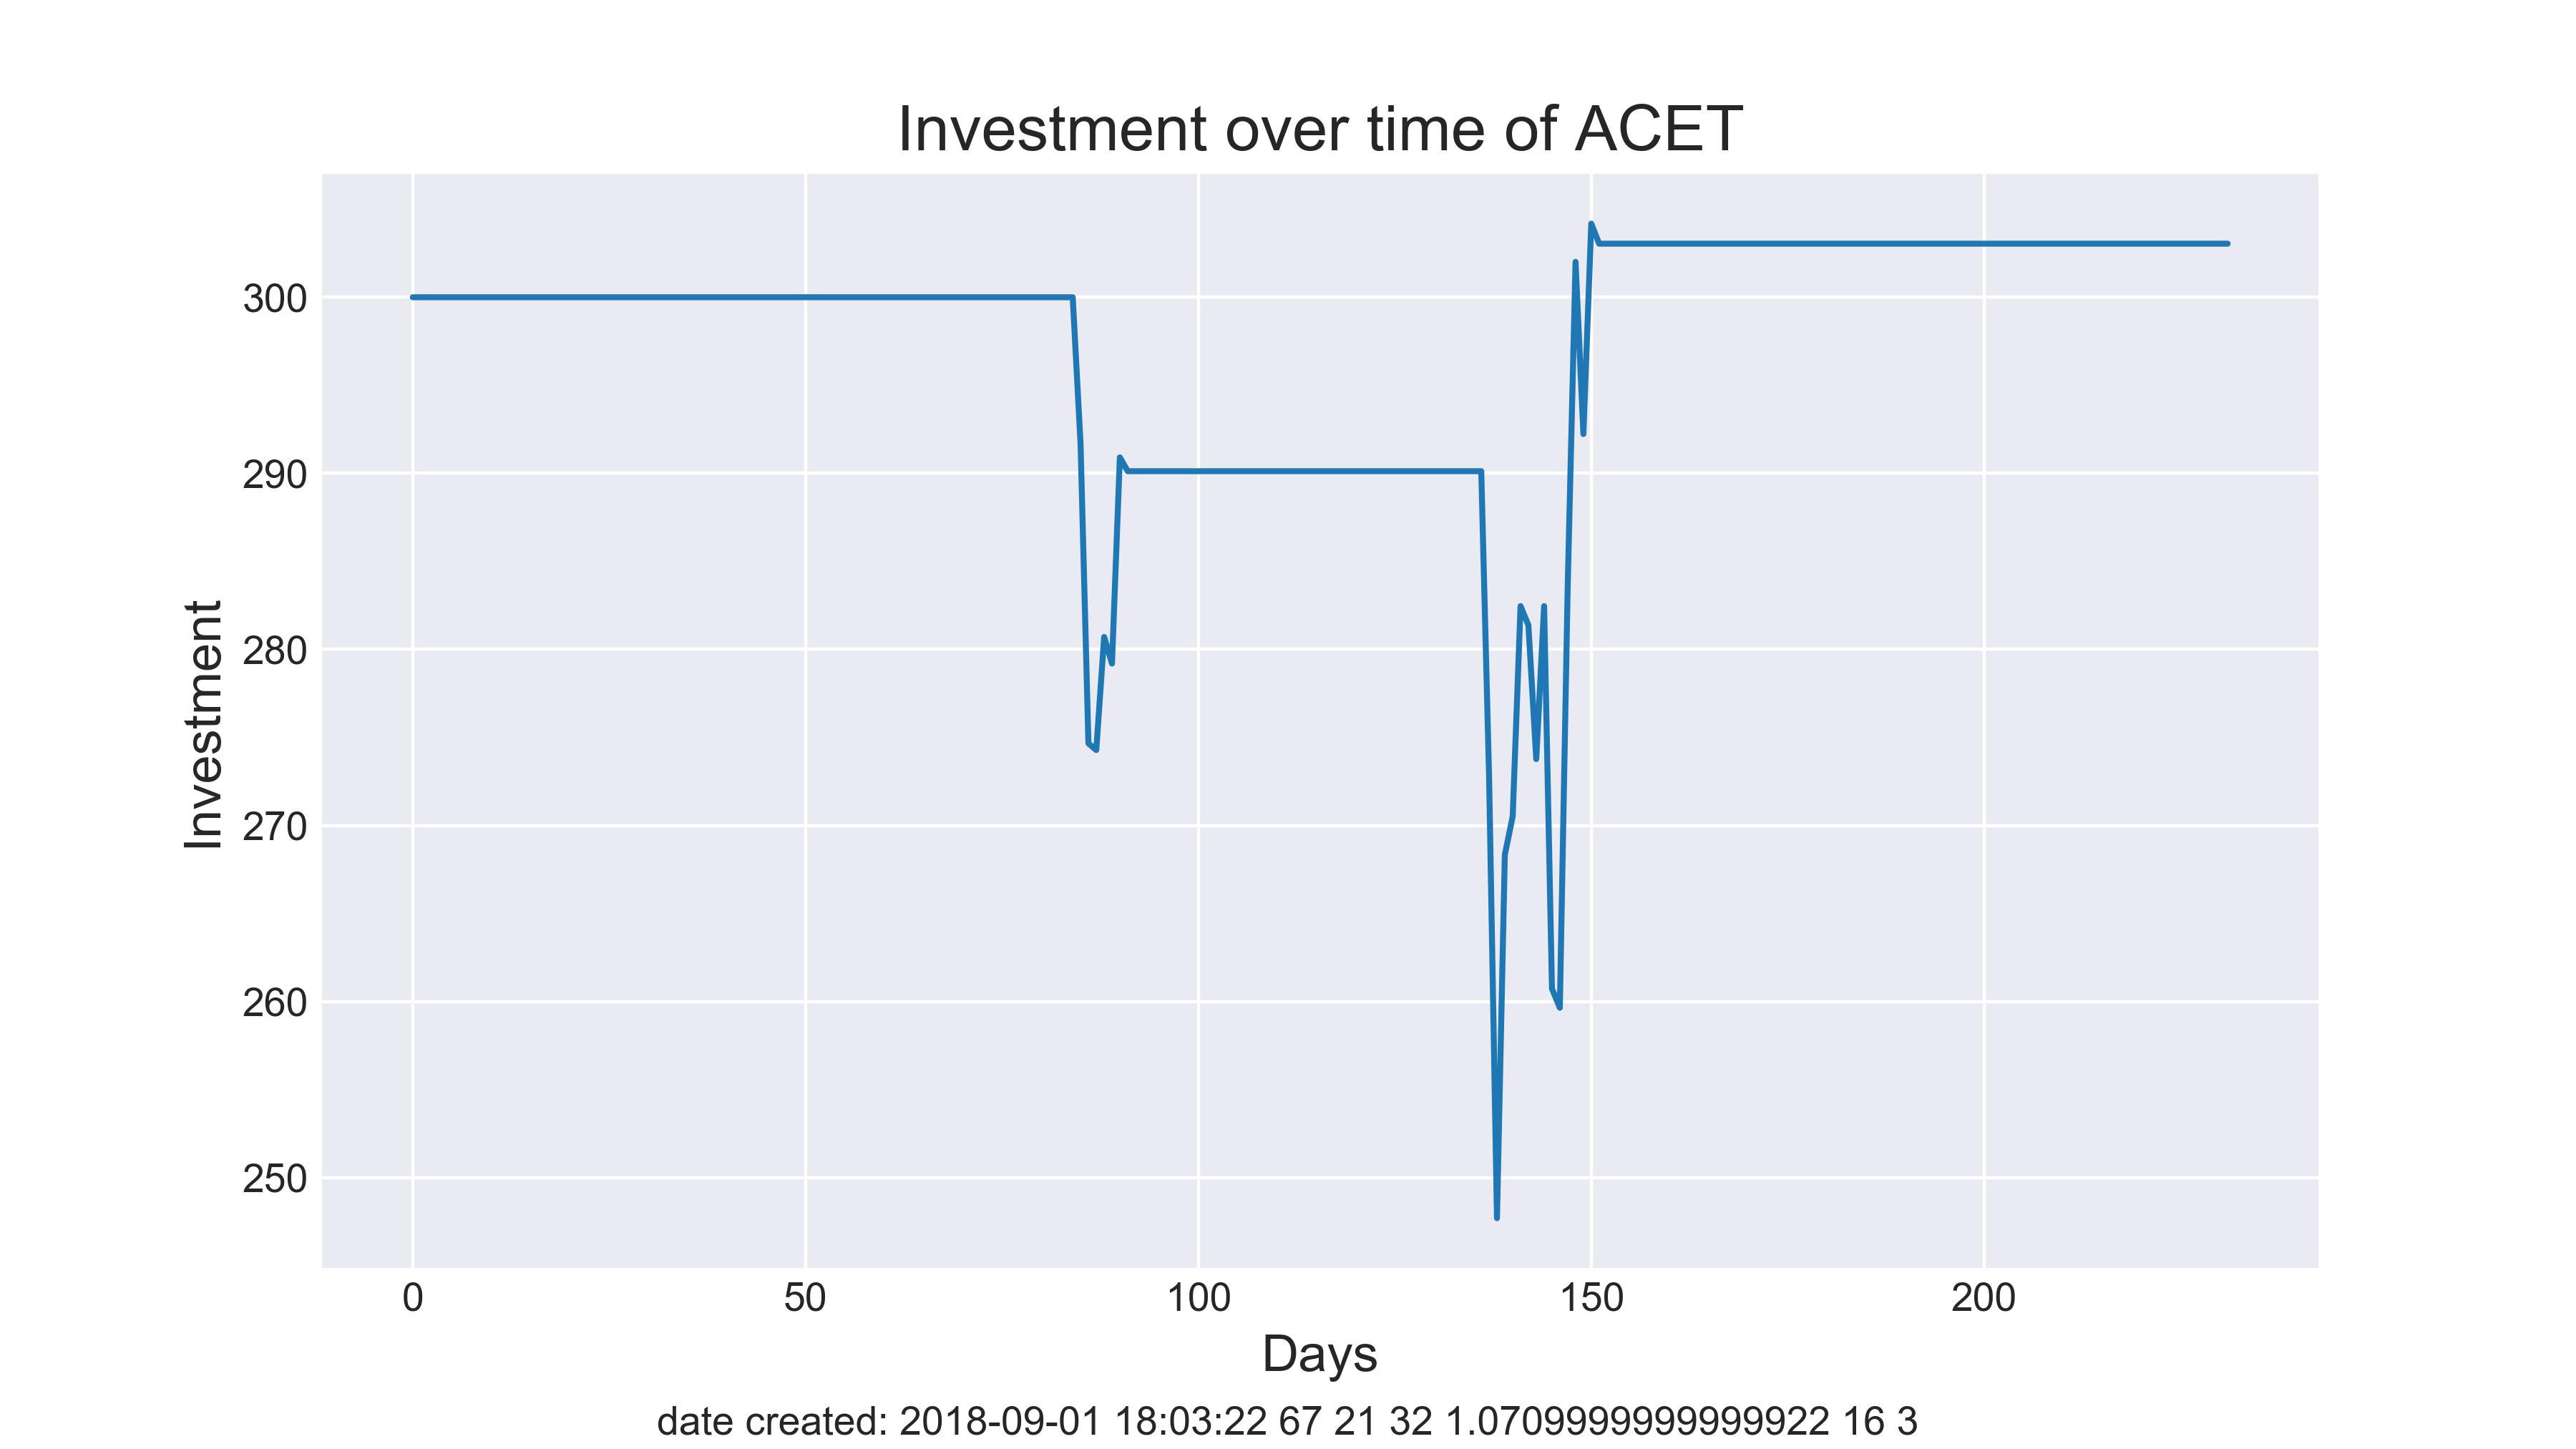 Investment over time of ACET
Investment
300
290
280
270
260
250
0 50 100 150 200
Days
date created: 2018-09-01 18:03:22 67 21 32 1.0709999999999922 16 3